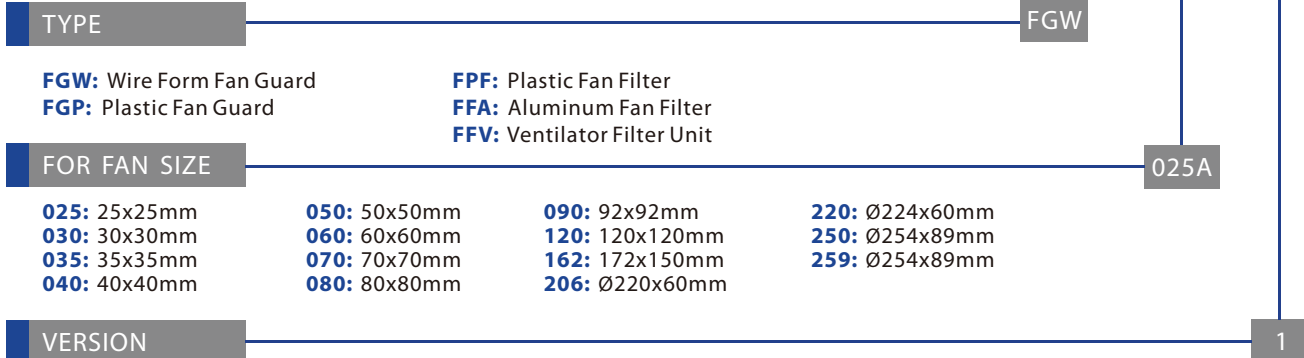 TYPE FGW
FGW: Wire Form Fan Guard FPF: Plastic Fan Filter
FGP: Plastic Fan Guard FFA: Aluminum Fan Filter
FFV: Ventilator Filter Unit
FOR FAN SIZE 025A
025: 25x25mm 050: 50x50mm 090: 92x92mm 220: Ø224x60mm
030: 30x30mm 060: 60x60mm 120: 120x120mm 250: Ø254x89mm
035: 35x35mm 070: 70x70mm 162: 172x150mm 259: Ø254x89mm
040: 40x40mm 080: 80x80mm 206: Ø220x60mm
VERSION 1